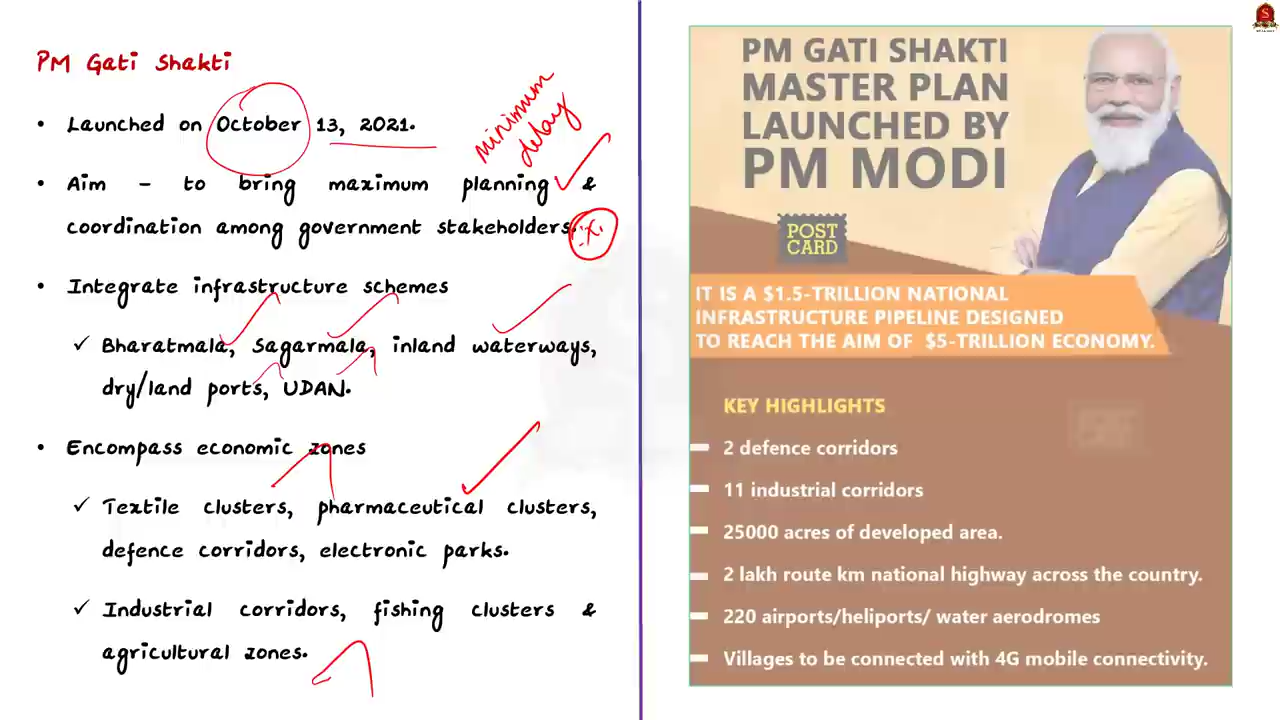 PM Gati Shakti
• Launched on October 13, 2021.
minimum
delay
• Aim – to bring maximum planning &
coordination among government stakeholders.
• Integrate infrastructure schemes
✓ Bharatmala, Sagarmala, inland waterways,
dry/land ports, UDAN.
• Encompass economic zones
✓ Textile clusters, pharmaceutical clusters,
defence corridors, electronic parks.
✓ Industrial corridors, fishing clusters &
agricultural zones.
PM GATI SHAKTI
MASTER PLAN
LAUNCHED BY
PM MODI
POST
CARD
IT IS A $1.5-TRILLION NATIONAL
INFRASTRUCTURE PIPELINE DESIGNED
TO REACH THE AIM OF $5-TRILLION ECONOMY.
KEY HIGHLIGHTS
2 defence corridors
11 industrial corridors
25000 acres of developed area.
2 lakh route km national highway across the country.
220 airports/heliports/ water aerodromes
Villages to be connected with 4G mobile connectivity.